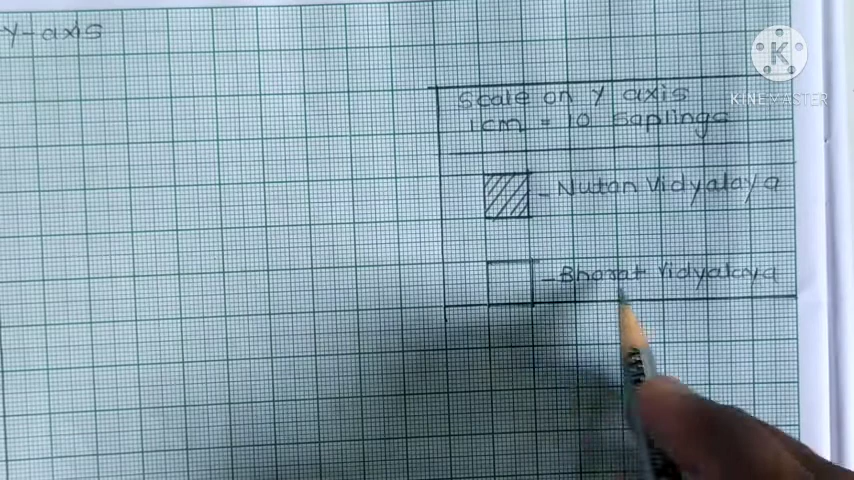 Y-axis
Scale on Y axis
1cm = 10 saplings
- Nutan Vidyalaya
- Bharat Vidyalaya
K
KINEMASTER